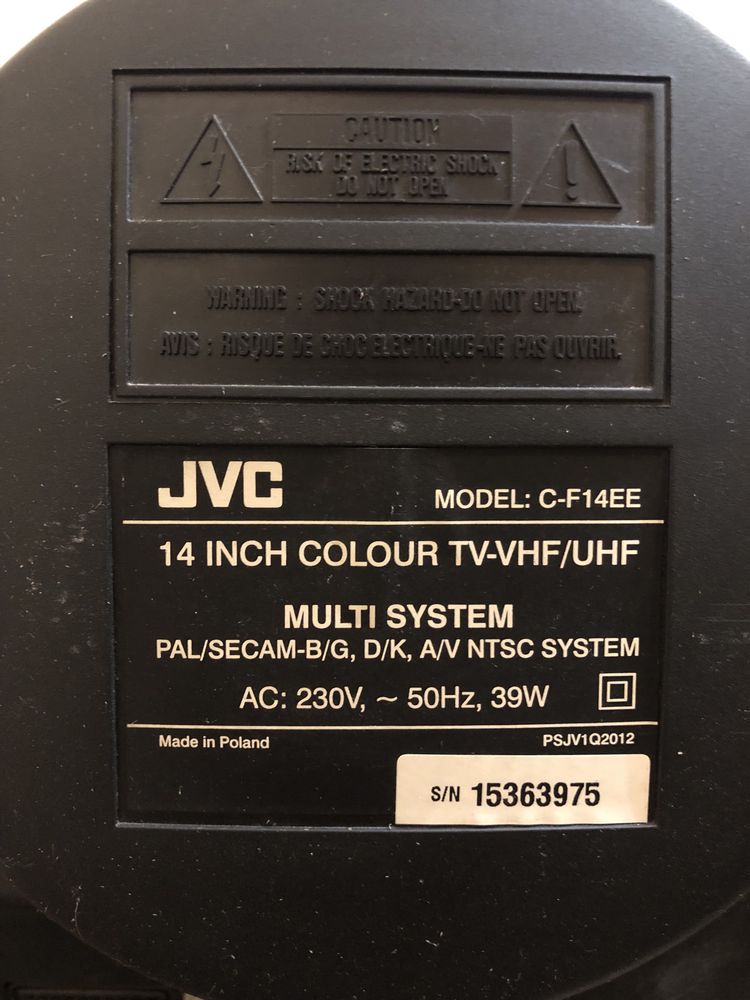 CAUTION
RISK OF ELECTRIC SHOCK
DO NOT OPEN
WARNING : SHOCK HAZARD-DO NOT OPEN.
AVIS : RISQUE DE CHOC ELECTRIQUE-NE PAS OUVRIR.
JVC
MODEL: C-F14EE
14 INCH COLOUR TV-VHF/UHF
MULTI SYSTEM
PAL/SECAM-B/G, D/K, A/V NTSC SYSTEM
AC: 230V, ~ 50Hz, 39W
Made in Poland
PSJV1Q2012
S/N 15363975